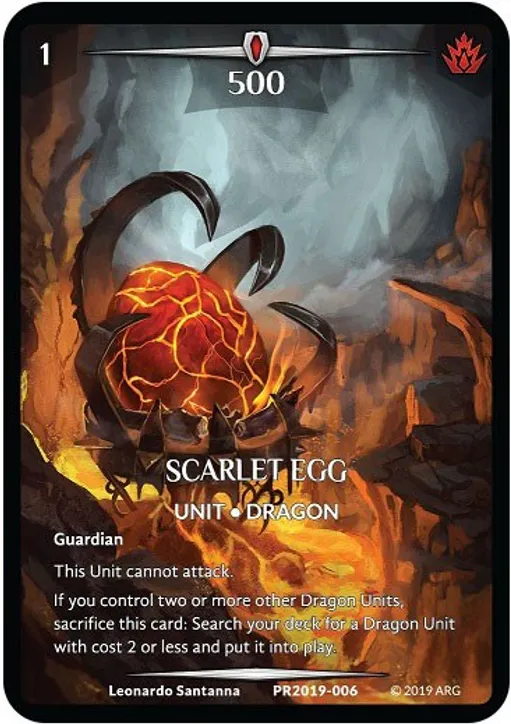 1
500
SCARLET EGG
UNIT • DRAGON
Guardian
This Unit cannot attack.
If you control two or more other Dragon Units,
sacrifice this card: Search your deck for a Dragon Unit
with cost 2 or less and put it into play.
Leonardo Santanna PR2019-006 © 2019 ARG